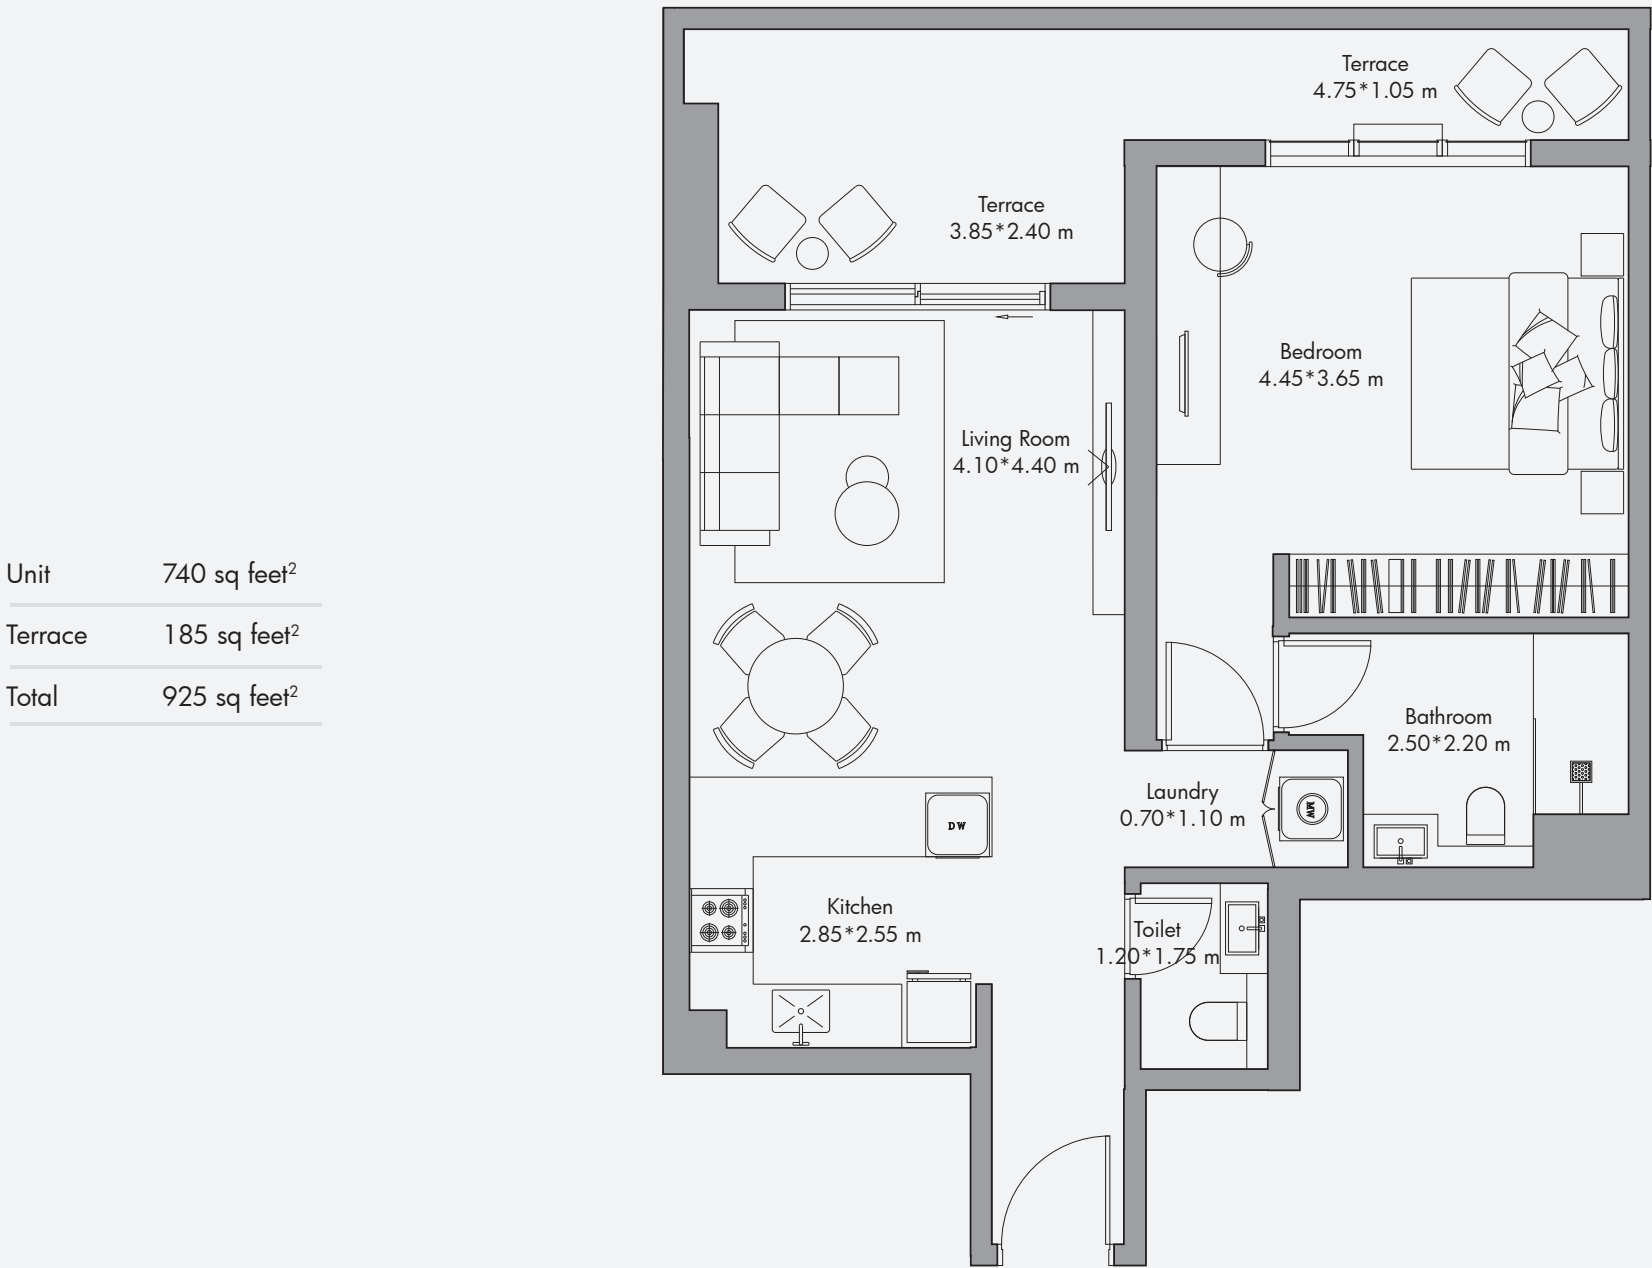 Unit 740 sq feet²
Terrace 185 sq feet²
Total 925 sq feet²
Terrace
4.75*1.05 m
Terrace
3.85*2.40 m
Bedroom
4.45*3.65 m
Living Room
4.10*4.40 m
Bathroom
2.50*2.20 m
Laundry
0.70*1.10 m
MW
DW
Kitchen
2.85*2.55 m
Toilet
1.20*1.75 m